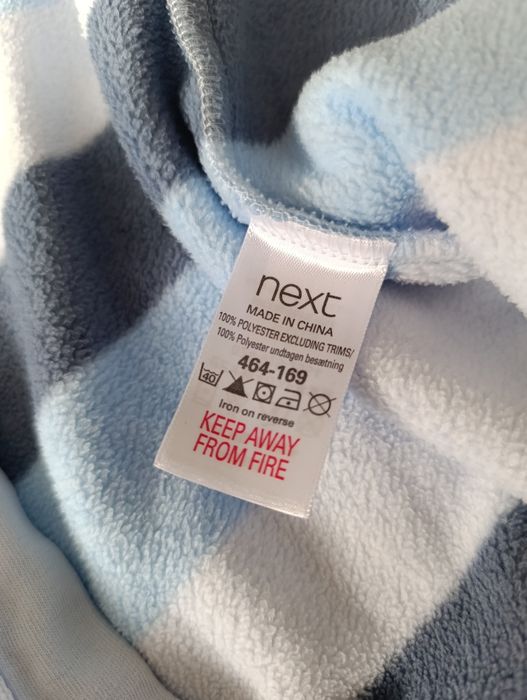 next
MADE IN CHINA
100% POLYESTER EXCLUDING TRIMS/
100% Polyester undtagen besætning
464-169
40
Iron on reverse
KEEP AWAY
FROM FIRE